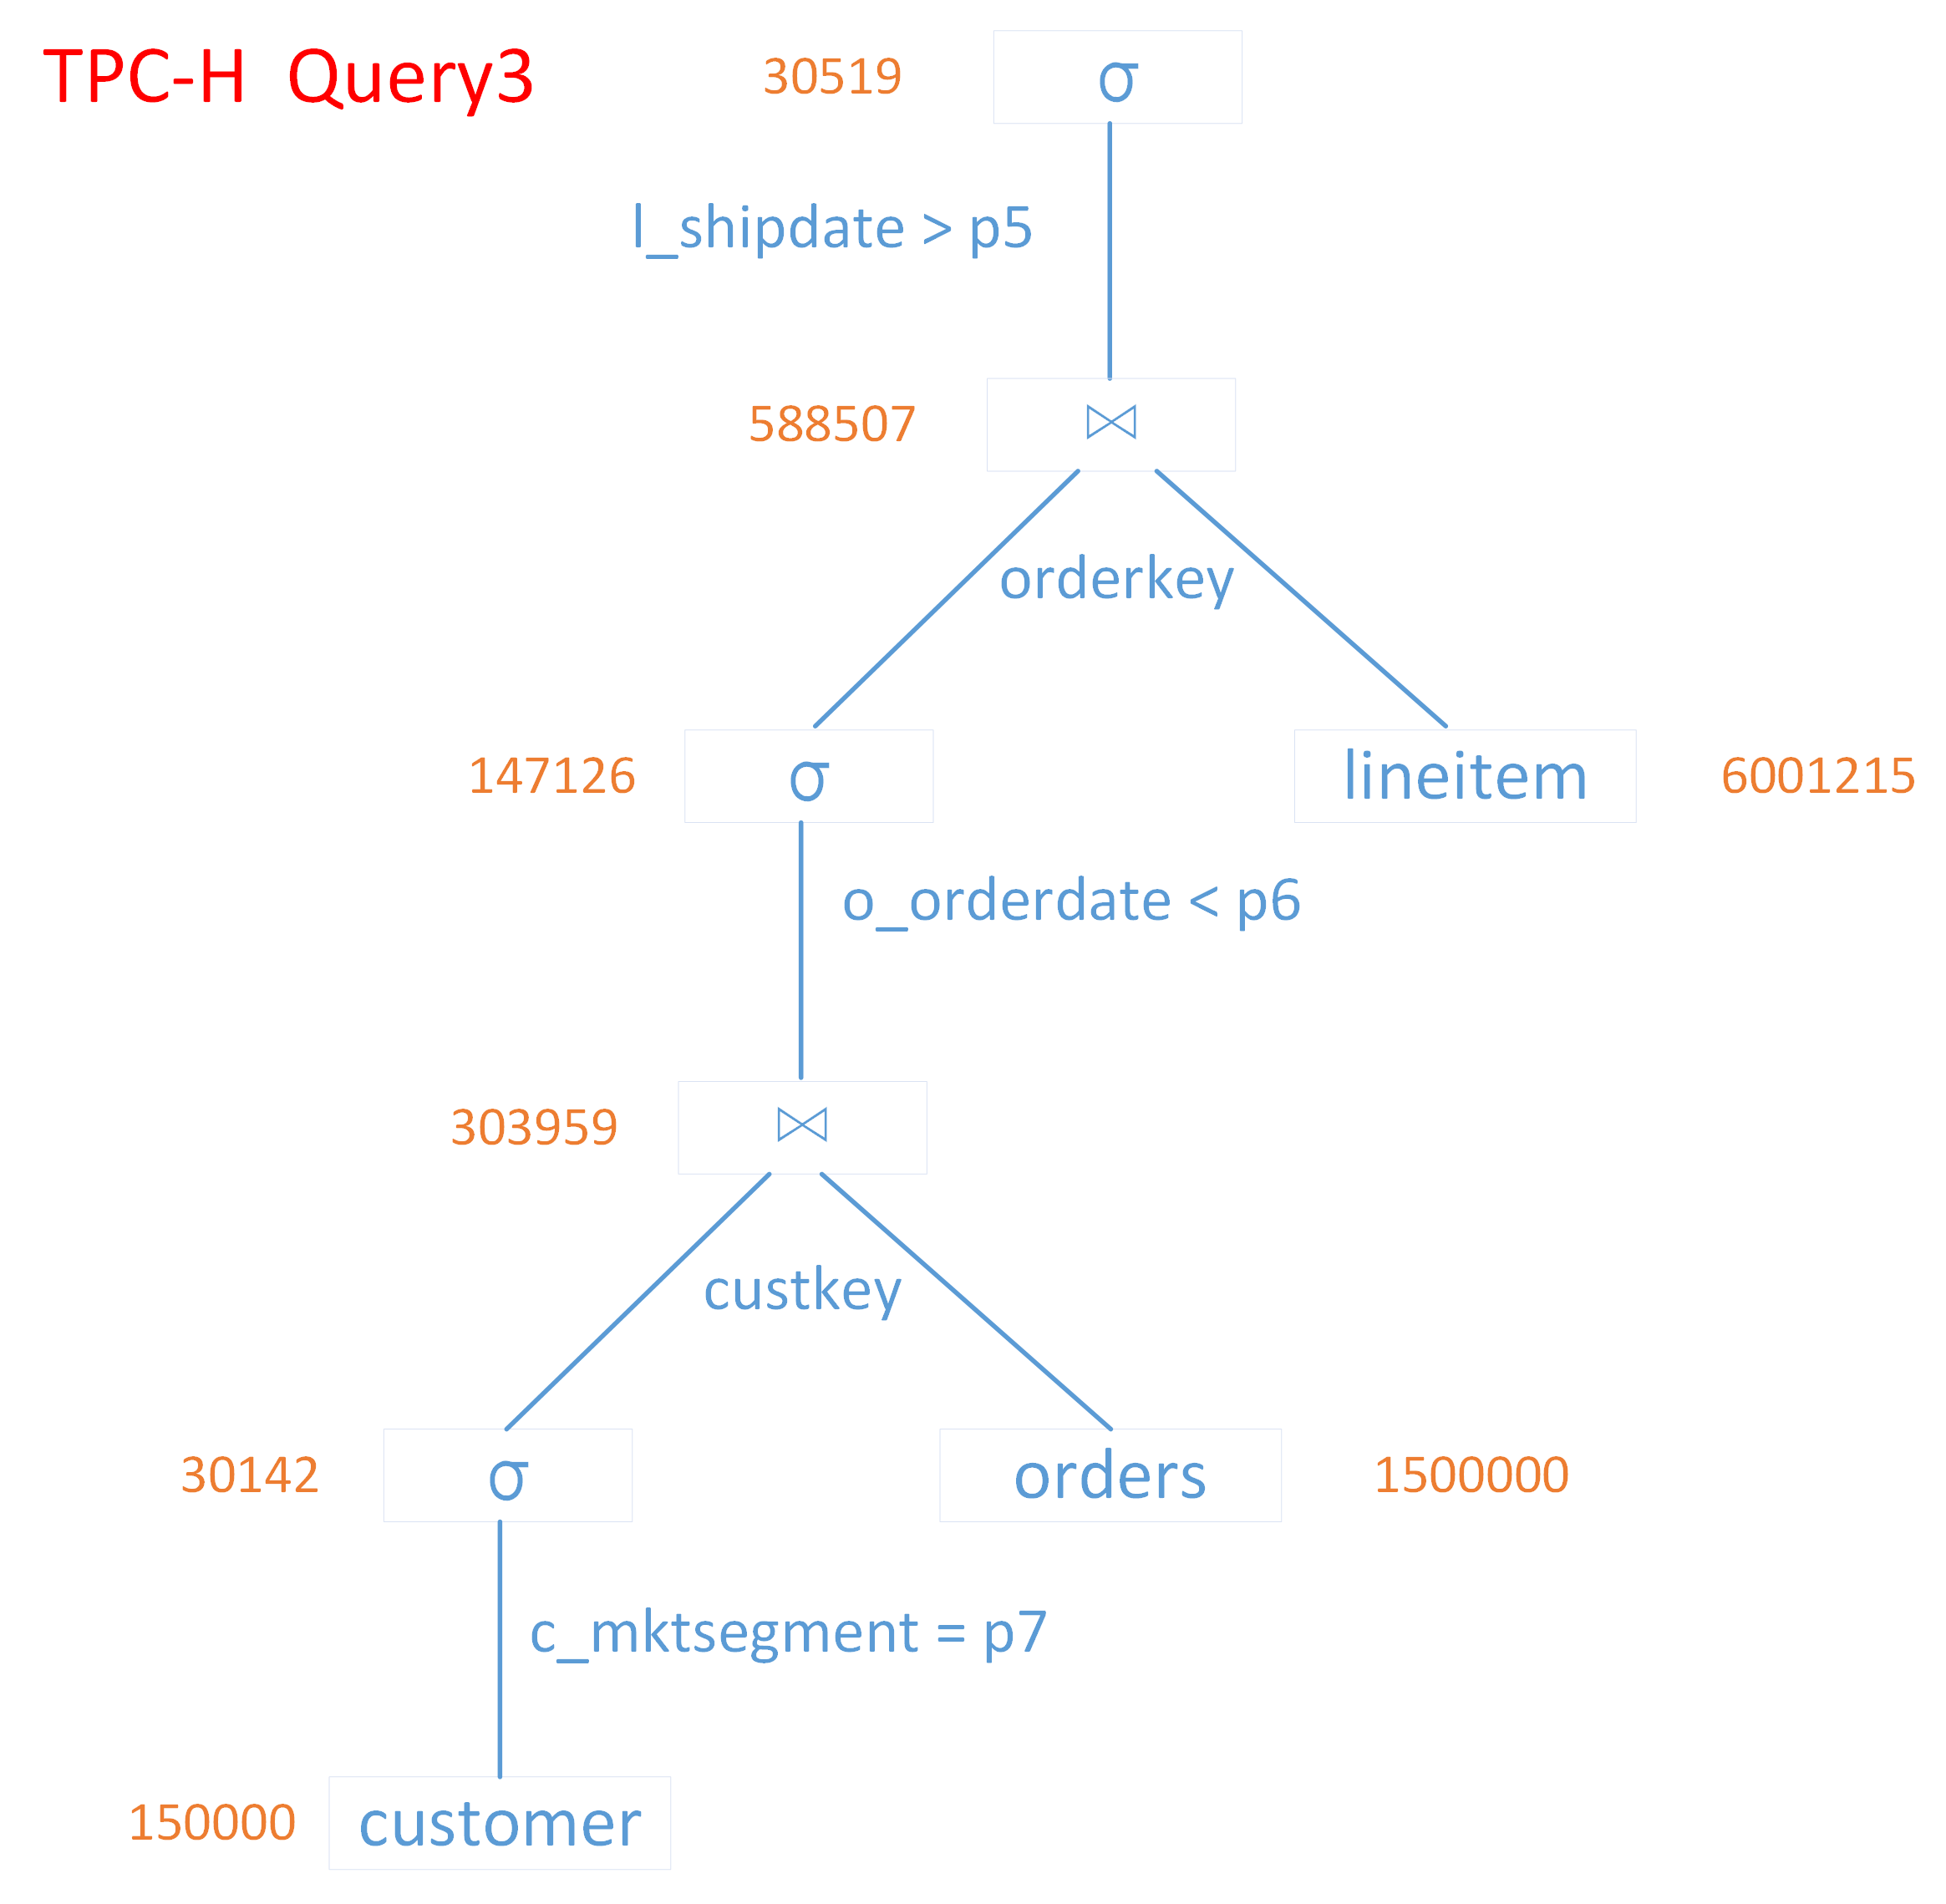 TPC-H Query3
30519 σ
l_shipdate > p5
588507 ⋈
orderkey
147126 σ
lineitem 6001215
o_orderdate < p6
303959 ⋈
custkey
30142 σ
orders 1500000
c_mktsegment = p7
150000 customer